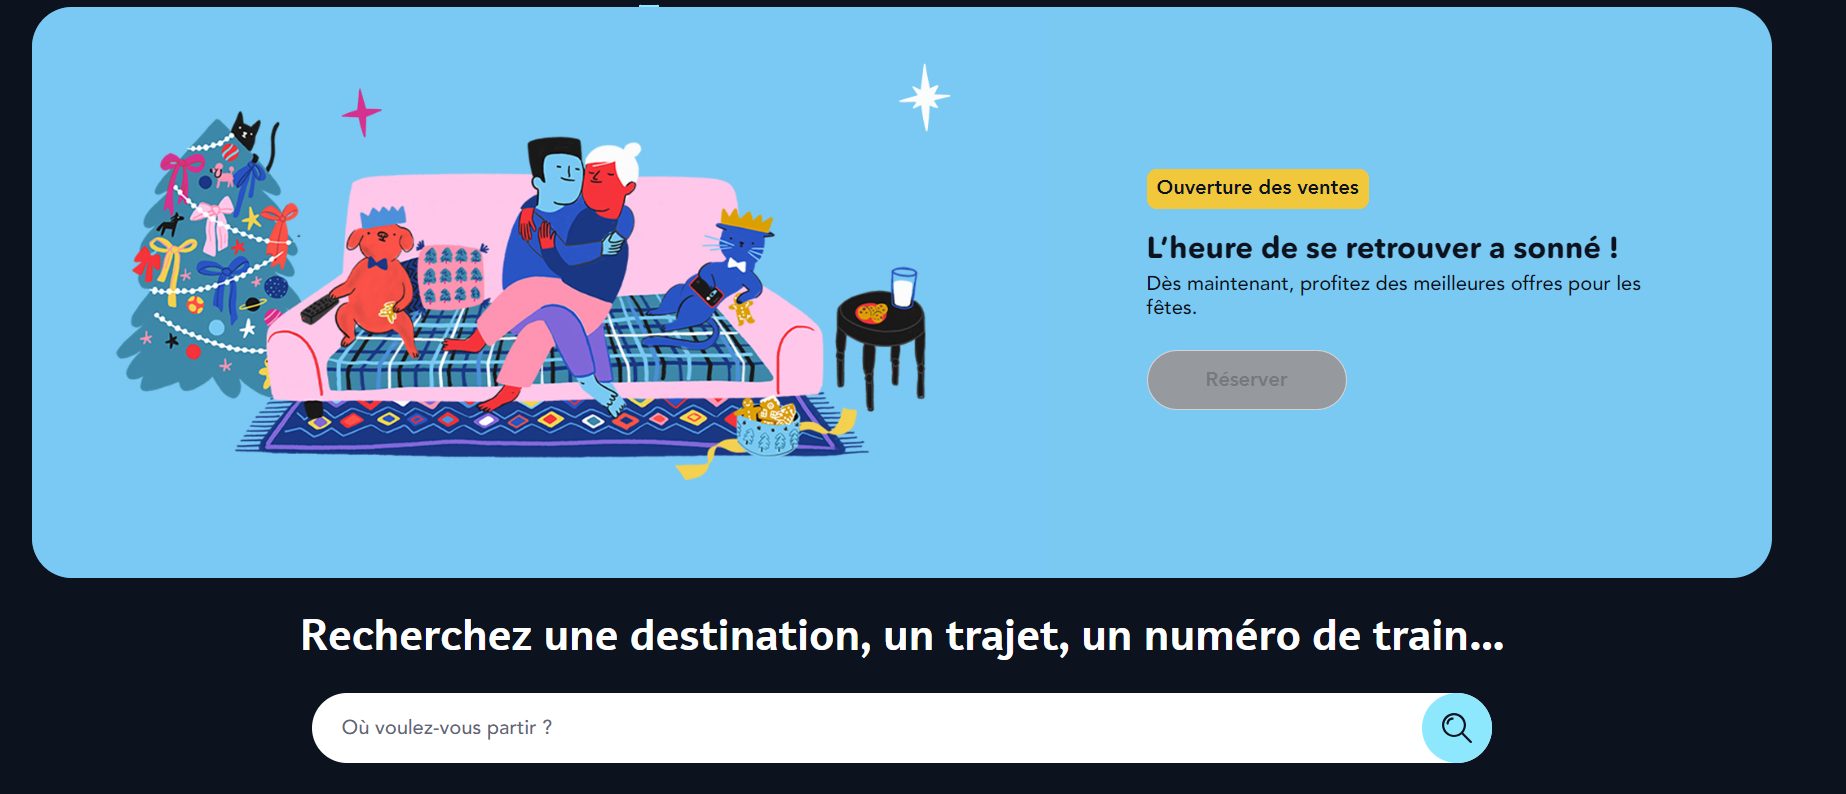 Ouverture des ventes
L’heure de se retrouver a sonné !
Dès maintenant, profitez des meilleures offres pour les
fêtes.
Réserver
Recherchez une destination, un trajet, un numéro de train...
Où voulez-vous partir ?